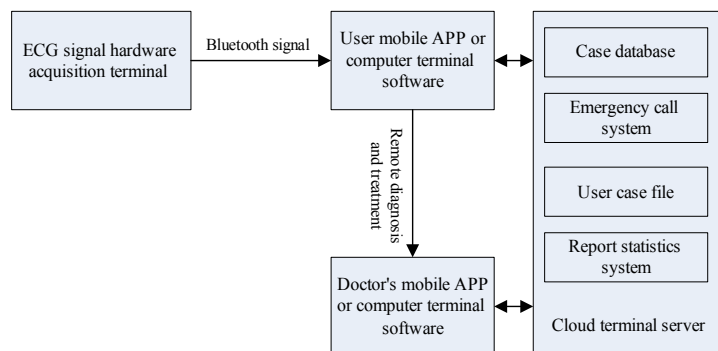 ECG signal hardware
acquisition terminal
Bluetooth signal
User mobile APP or
computer terminal
software
Remote diagnosis
and treatment
Doctor's mobile APP
or computer terminal
software
Case database
Emergency call
system
User case file
Report statistics
system
Cloud terminal server